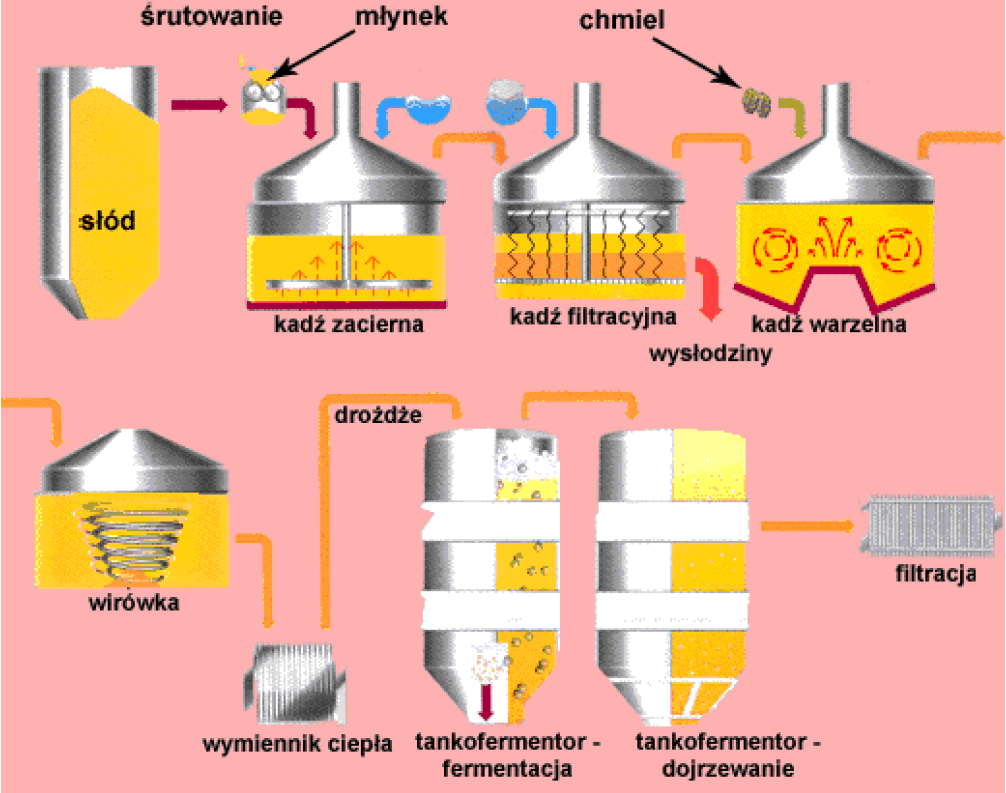 śrutowanie
młynek
chmiel
słód
kadź zacierna
kadź filtracyjna
kadź warzelna
wysłodziny
drożdże
wirówka
filtracja
wymiennik ciepła
tankofermentor -
fermentacja
tankofermentor -
dojrzewanie